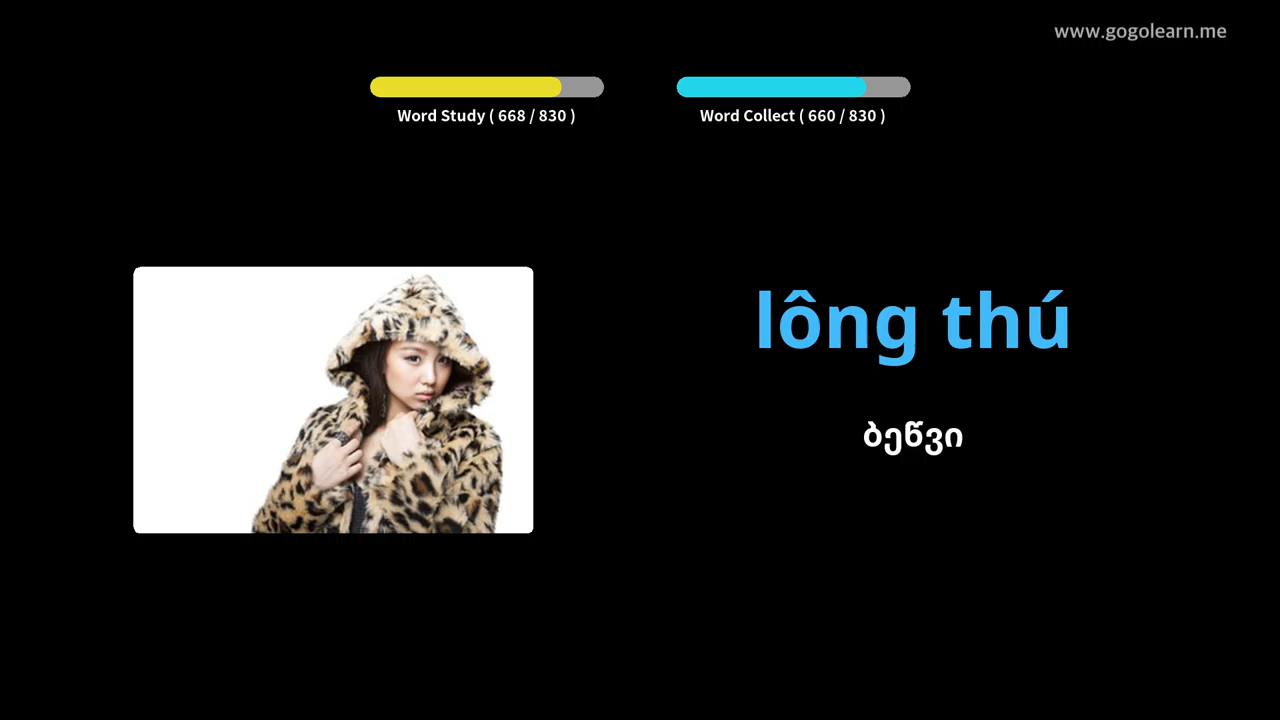 www.gogolearn.me
Word Study ( 668 / 830 )
Word Collect ( 660 / 830 )
lông thú
ბეწვი